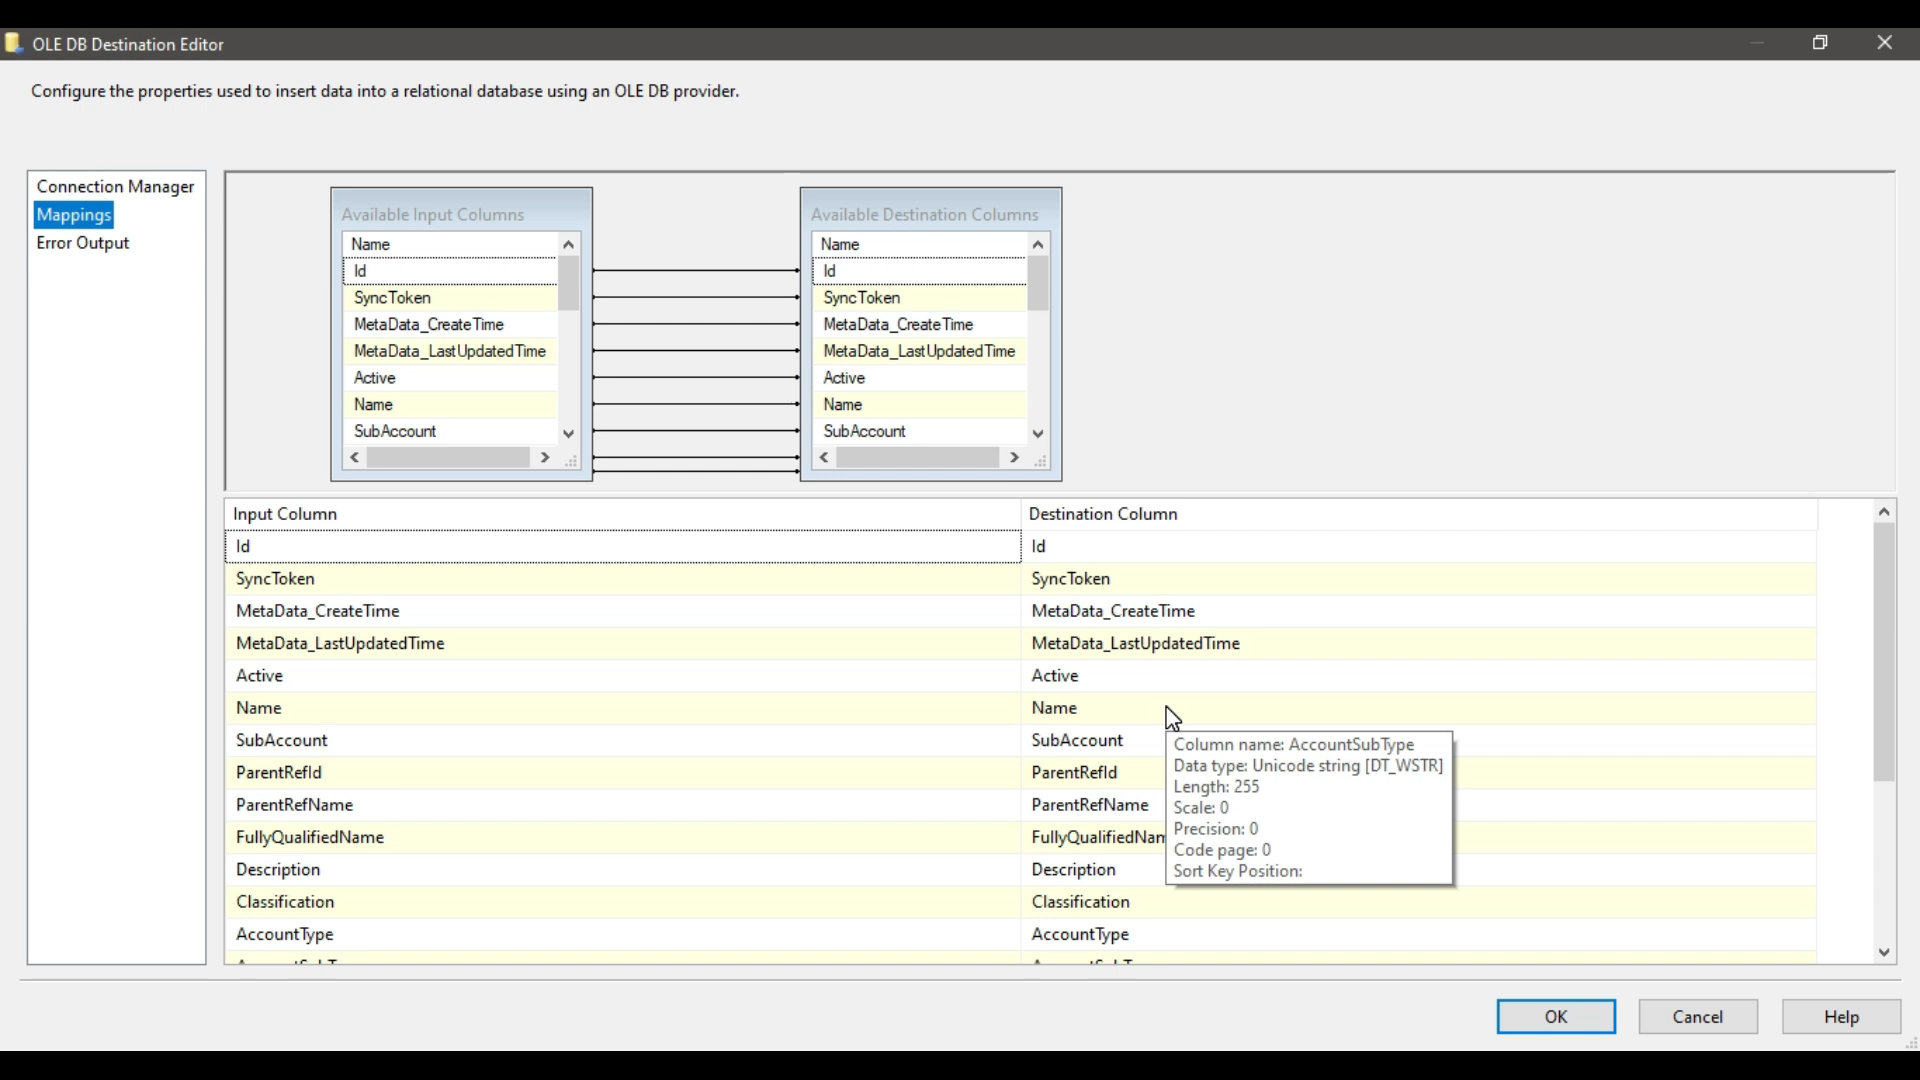 OLE DB Destination Editor
Configure the properties used to insert data into a relational database using an OLE DB provider.
Connection Manager
Mappings
Error Output
Available Input Columns
Name
Id
SyncToken
MetaData_CreateTime
MetaData_LastUpdatedTime
Active
Name
SubAccount
Available Destination Columns
Name
Id
SyncToken
MetaData_CreateTime
MetaData_LastUpdatedTime
Active
Name
SubAccount
Input Column Destination Column
Id Id
SyncToken SyncToken
MetaData_CreateTime MetaData_CreateTime
MetaData_LastUpdatedTime MetaData_LastUpdatedTime
Active Active
Name Name
SubAccount SubAccount
ParentRefId ParentRefId
ParentRefName ParentRefName
FullyQualifiedName
Description Description
Classification Classification
AccountType AccountType
Column name: AccountSubType
Data type: Unicode string [DT_WSTR]
Length: 255
Scale: 0
Precision: 0
Code page: 0
Sort Key Position:
OK Cancel Help